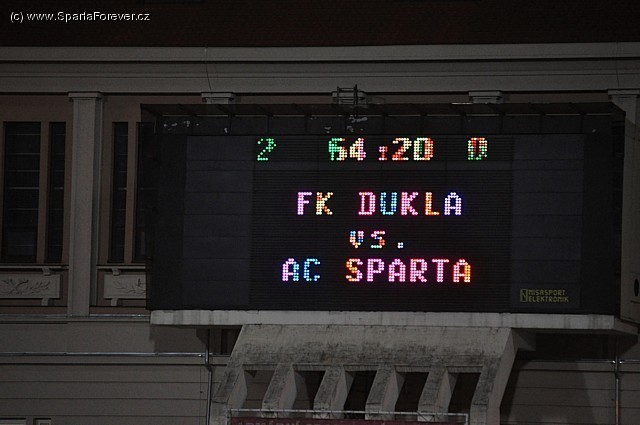 (c) www.SpartaForever.cz
2 64:20 0
FK DUKLA
vs.
AC SPARTA
MISASPORT
ELEKTRONIK